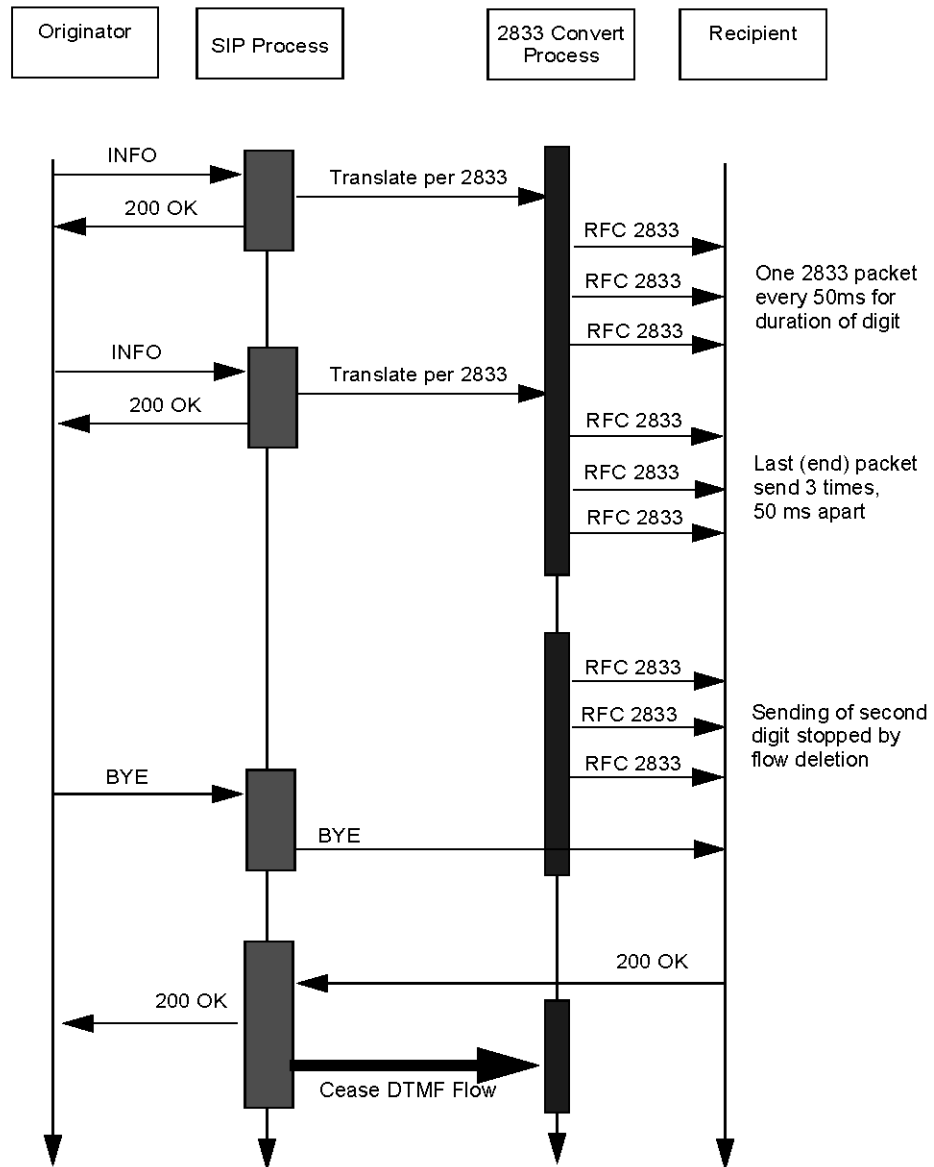 Originator
SIP Process
2833 Convert
Process
Recipient
INFO
Translate per 2833
200 OK
RFC 2833
RFC 2833
RFC 2833
One 2833 packet
every 50ms for
duration of digit
INFO
Translate per 2833
200 OK
RFC 2833
RFC 2833
RFC 2833
Last (end) packet
send 3 times,
50 ms apart
RFC 2833
RFC 2833
RFC 2833
Sending of second
digit stopped by
flow deletion
BYE
BYE
200 OK
200 OK
Cease DTMF Flow